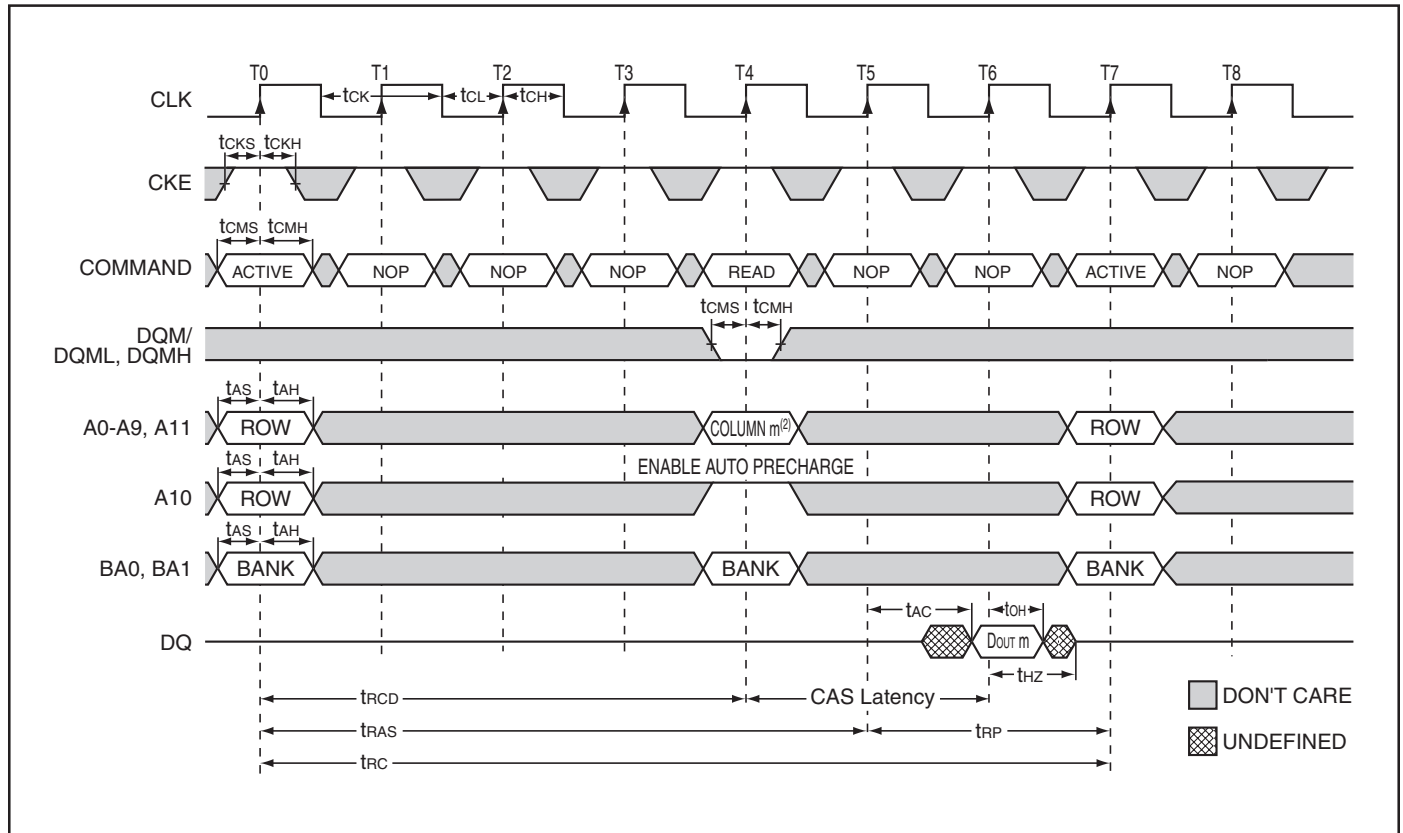 T0 T1 T2 T3 T4 T5 T6 T7 T8
CLK tCK tCL tCH
tCKS tCKH
CKE
tCMS tCMH
COMMAND ACTIVE NOP NOP NOP READ NOP NOP ACTIVE NOP
tCMS tCMH
DQM/
DQML, DQMH
tAS tAH
A0-A9, A11 ROW COLUMN m(2) ROW
tAS tAH ENABLE AUTO PRECHARGE
A10 ROW ROW
tAS tAH
BA0, BA1 BANK BANK BANK
tAC tOH
DQ DOUT m
tHZ
tRCD CAS Latency
DON'T CARE
tRAS tRP
UNDEFINED
tRC